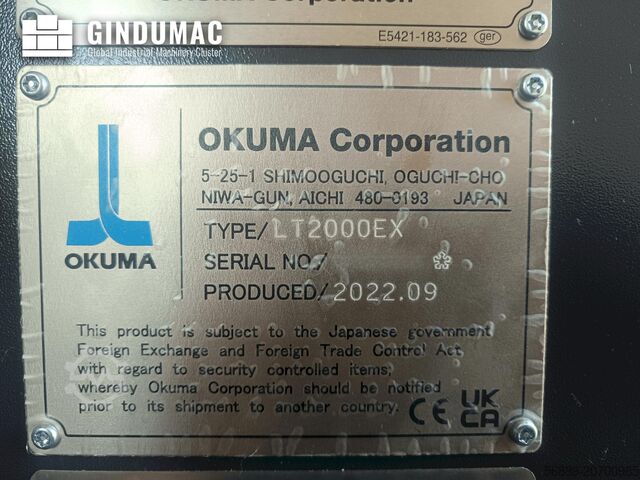 OKUMA Corporation
GINDUMAC
Global Industrial Machinery Cluster
E5421-183-562 ger
OKUMA Corporation
5-25-1 SHIMOOGUCHI, OGUCHI-CHO
NIWA-GUN, AICHI 480-0193 JAPAN
TYPE/LT2000EX
OKUMA
SERIAL NO/
PRODUCED/2022.09
This product is subject to the Japanese government
Foreign Exchange and Foreign Trade Control Act
with regard to security controlled items;
whereby Okuma Corporation should be notified
prior to its shipment to another country.
CE UK
CA